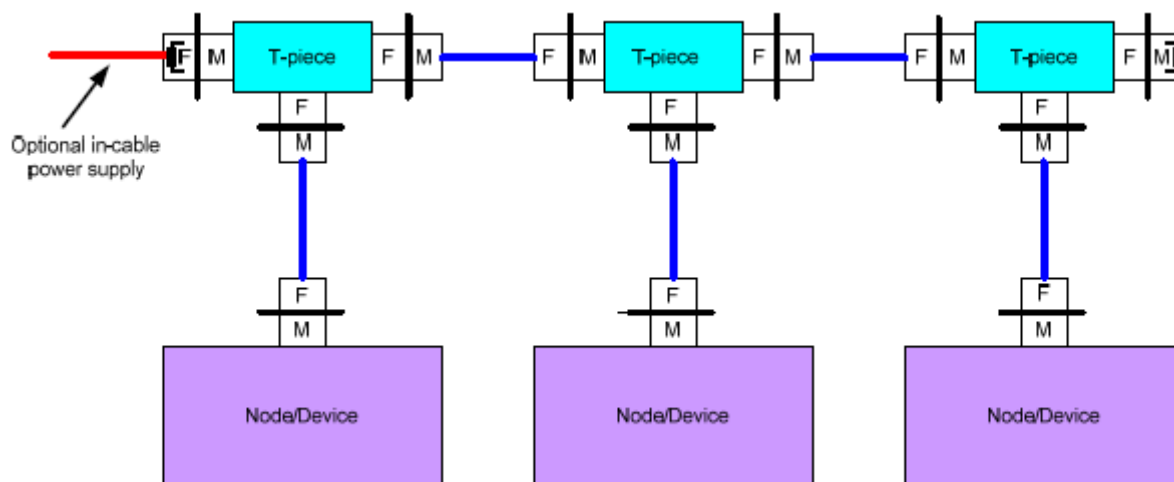 F M T-piece F M F M T-piece F M F M T-piece F M
F F F
M M M
Optional in-cable
power supply
F F F
M M M
Node/Device Node/Device Node/Device